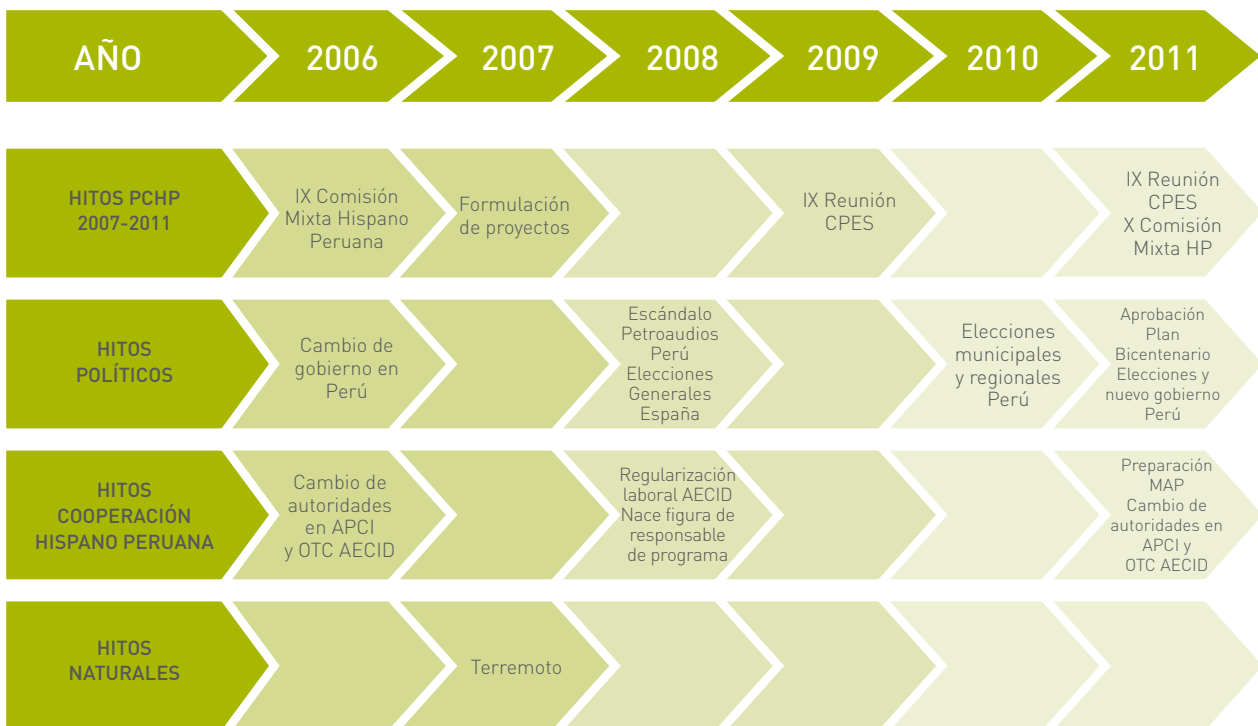 AÑO
2006
2007
2008
2009
2010
2011
HITOS PCHP
2007-2011
IX Comisión
Mixta Hispano
Peruana
Formulación
de proyectos
IX Reunión
CPES
IX Reunión
CPES
X Comisión
Mixta HP
HITOS
POLÍTICOS
Cambio de
gobierno en
Perú
Escándalo
Petroaudios
Perú
Elecciones
Generales
España
Elecciones
municipales
y regionales
Perú
Aprobación
Plan
Bicentenario
Elecciones y
nuevo gobierno
Perú
HITOS
COOPERACIÓN
HISPANO PERUANA
Cambio de
autoridades
en APCI
y OTC AECID
Regularización
laboral AECID
Nace figura de
responsable
de programa
Preparación
MAP
Cambio de
autoridades en
APCI y
OTC AECID
HITOS
NATURALES
Terremoto